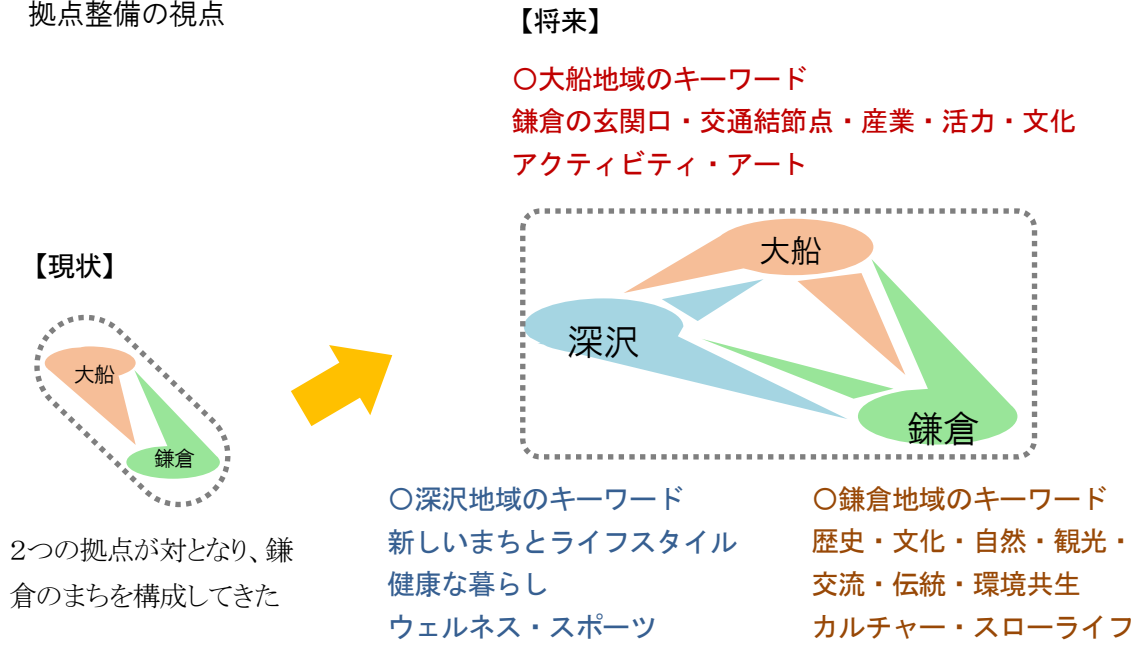 拠点整備の視点
【将来】
〇大船地域のキーワード
鎌倉の玄関口・交通結節点・産業・活力・文化
アクティビティ・アート
【現状】
大船
鎌倉
2つの拠点が対となり、鎌
倉のまちを構成してきた
大船
深沢
鎌倉
〇深沢地域のキーワード
新しいまちとライフスタイル
健康な暮らし
ウェルネス・スポーツ
〇鎌倉地域のキーワード
歴史・文化・自然・観光・
交流・伝統・環境共生
カルチャー・スローライフ